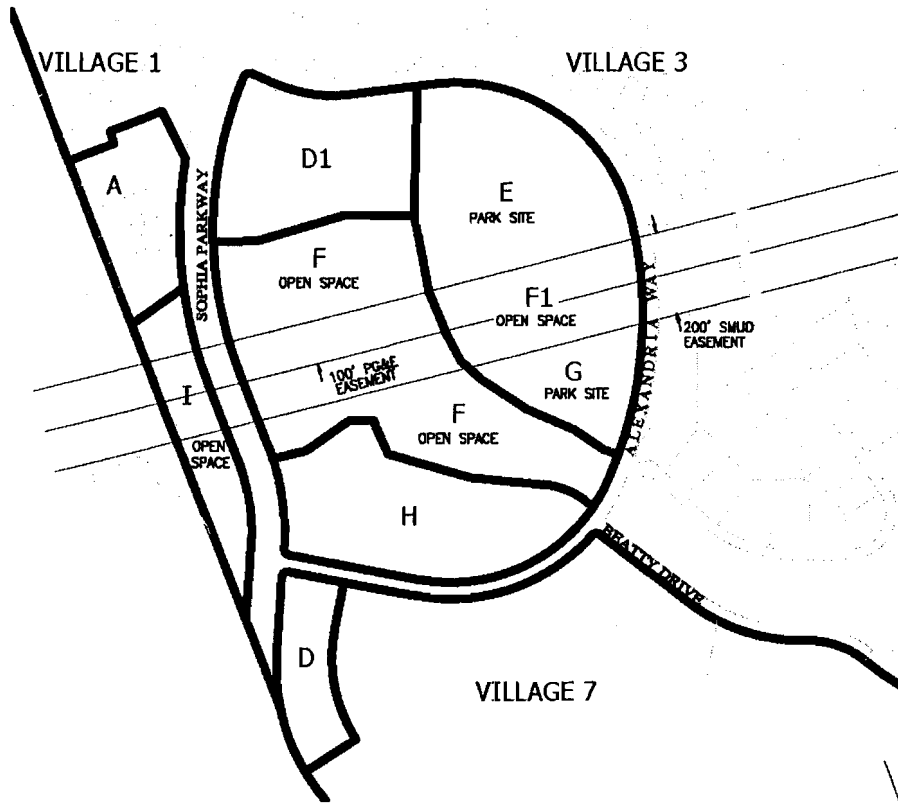 VILLAGE 1
VILLAGE 3
D1
A
E
PARK SITE
SOPHIA PARKWAY
F
OPEN SPACE
F1
OPEN SPACE
ALEXANDRIA WAY
200' SMUD
EASEMENT
100' PG&E
EASEMENT
G
PARK SITE
I
OPEN
SPACE
F
OPEN SPACE
H
BEATTY DRIVE
D
VILLAGE 7